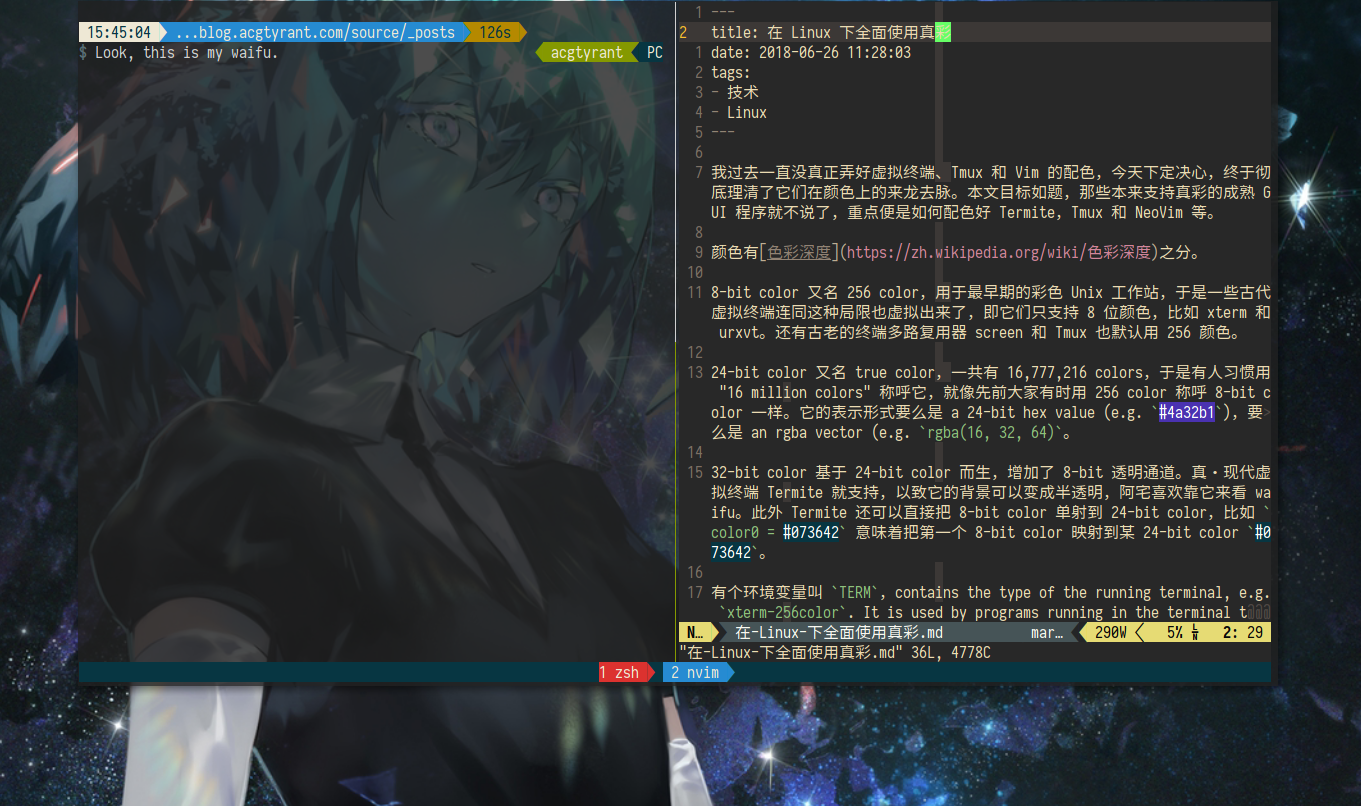 15:45:04 ...blog.acgtyrant.com/source/_posts 126s
$ Look, this is my waifu. acgtyrant PC
1 ---
2 title: 在 Linux 下全面使用真彩
1 date: 2018-06-26 11:28:03
2 tags:
3 - 技术
4 - Linux
5 ---
6
7 我过去一直没真正弄好虚拟终端、Tmux 和 Vim 的配色，今天下定决心，终于彻
底理清了它们在颜色上的来龙去脉。本文目标如题，那些本来支持真彩的成熟 G
UI 程序就不说了，重点便是如何配色好 Termite，Tmux 和 NeoVim 等。
8
9 颜色有[色彩深度](https://zh.wikipedia.org/wiki/色彩深度)之分。
10
11 8-bit color 又名 256 color，用于最早期的彩色 Unix 工作站，于是一些古代
虚拟终端连同这种局限也虚拟出来了，即它们只支持 8 位颜色，比如 xterm 和
urxvt。还有古老的终端多路复用器 screen 和 Tmux 也默认用 256 颜色。
12
13 24-bit color 又名 true color，一共有 16,777,216 colors，于是有人习惯用
"16 million colors" 称呼它，就像先前大家有时用 256 color 称呼 8-bit c
olor 一样。它的表示形式要么是 a 24-bit hex value (e.g. `#4a32b1`)，要
么是 an rgba vector (e.g. `rgba(16, 32, 64)`。
14
15 32-bit color 基于 24-bit color 而生，增加了 8-bit 透明通道。真·现代虚
拟终端 Termite 就支持，以致它的背景可以变成半透明，阿宅喜欢靠它来看 wa
ifu。此外 Termite 还可以直接把 8-bit color 单射到 24-bit color，比如 `
color0 = #073642` 意味着把第一个 8-bit color 映射到某 24-bit color `#0
73642`。
16
17 有个环境变量叫 `TERM`，contains the type of the running terminal, e.g.
`xterm-256color`. It is used by programs running in the terminal t@@@
N… 在-Linux-下全面使用真彩.md mar… 290W 5% 2: 29
"在-Linux-下全面使用真彩.md" 36L, 4778C
1 zsh 2 nvim